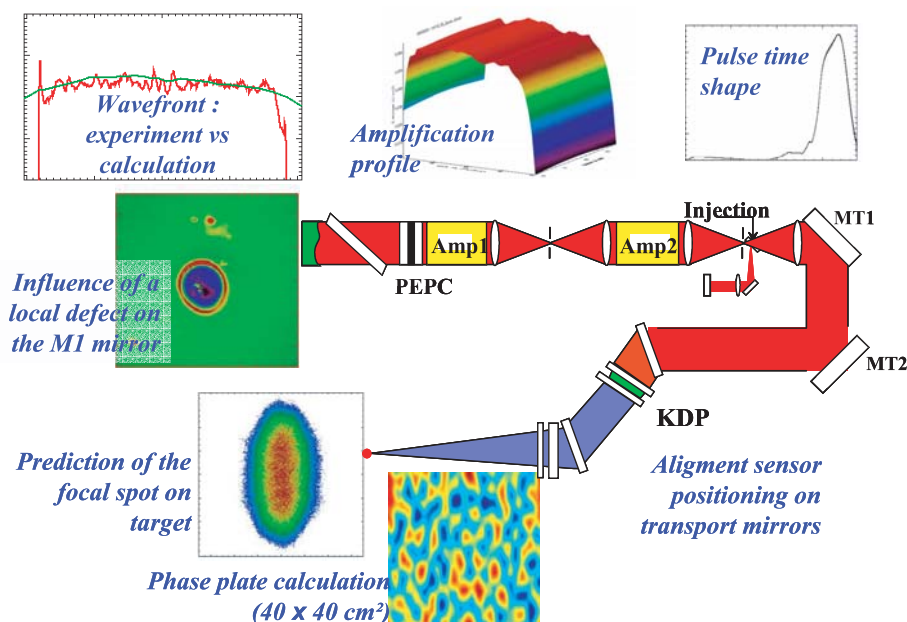 Wavefront :
experiment vs
calculation
Amplification
profile
Pulse time
shape
Influence of a
local defect on
the M1 mirror
PEPC
Amp1
Amp2
Injection
MT1
MT2
KDP
Prediction of the
focal spot on
target
Aligment sensor
positioning on
transport mirrors
Phase plate calculation
(40 x 40 cm²)